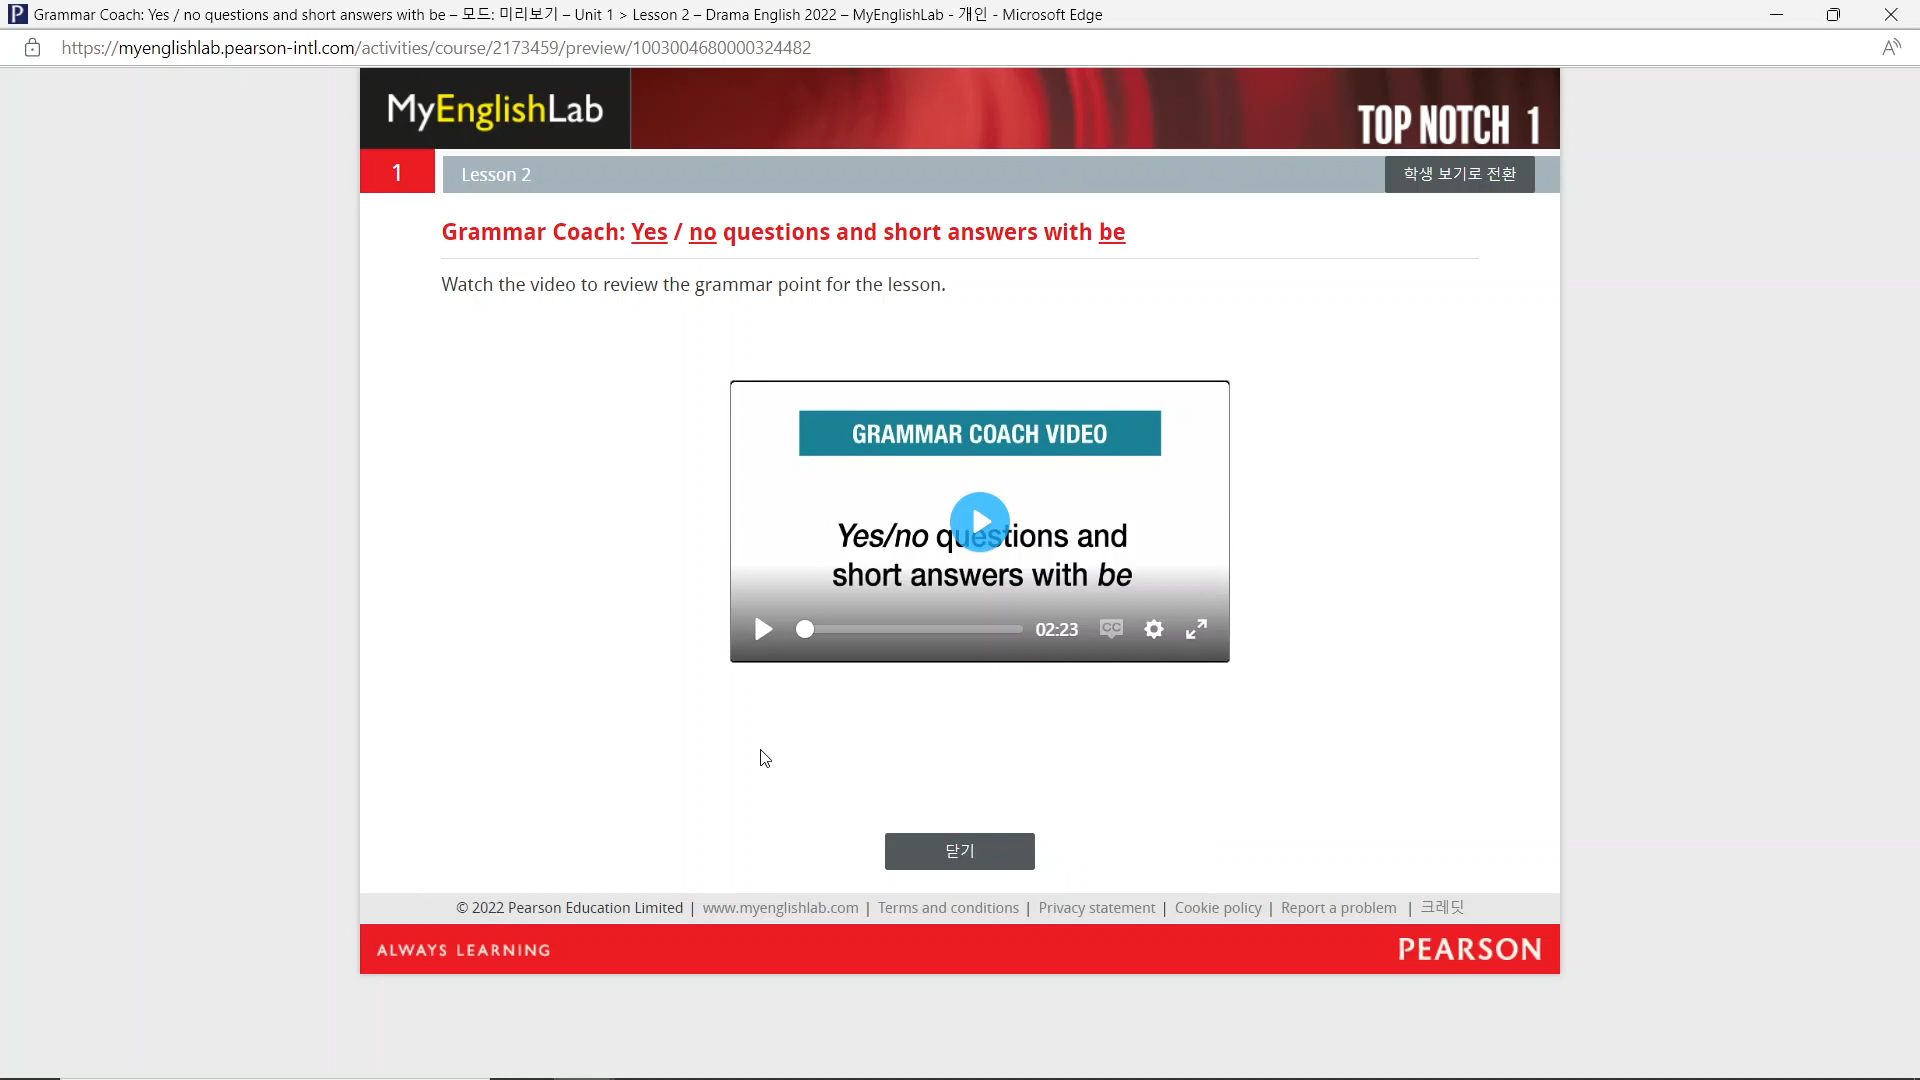 Grammar Coach: Yes / no questions and short answers with be – 모드: 미리보기 – Unit 1 > Lesson 2 – Drama English 2022 – MyEnglishLab - 개인 - Microsoft Edge
https://myenglishlab.pearson-intl.com/activities/course/2173459/preview/1003004680000324482
MyEnglishLab
TOP NOTCH 1
1
Lesson 2
학생 보기로 전환
Grammar Coach: Yes / no questions and short answers with be
Watch the video to review the grammar point for the lesson.
GRAMMAR COACH VIDEO
Yes/no questions and
short answers with be
02:23
CC
닫기
© 2022 Pearson Education Limited | www.myenglishlab.com | Terms and conditions | Privacy statement | Cookie policy | Report a problem | 크레딧
ALWAYS LEARNING
PEARSON